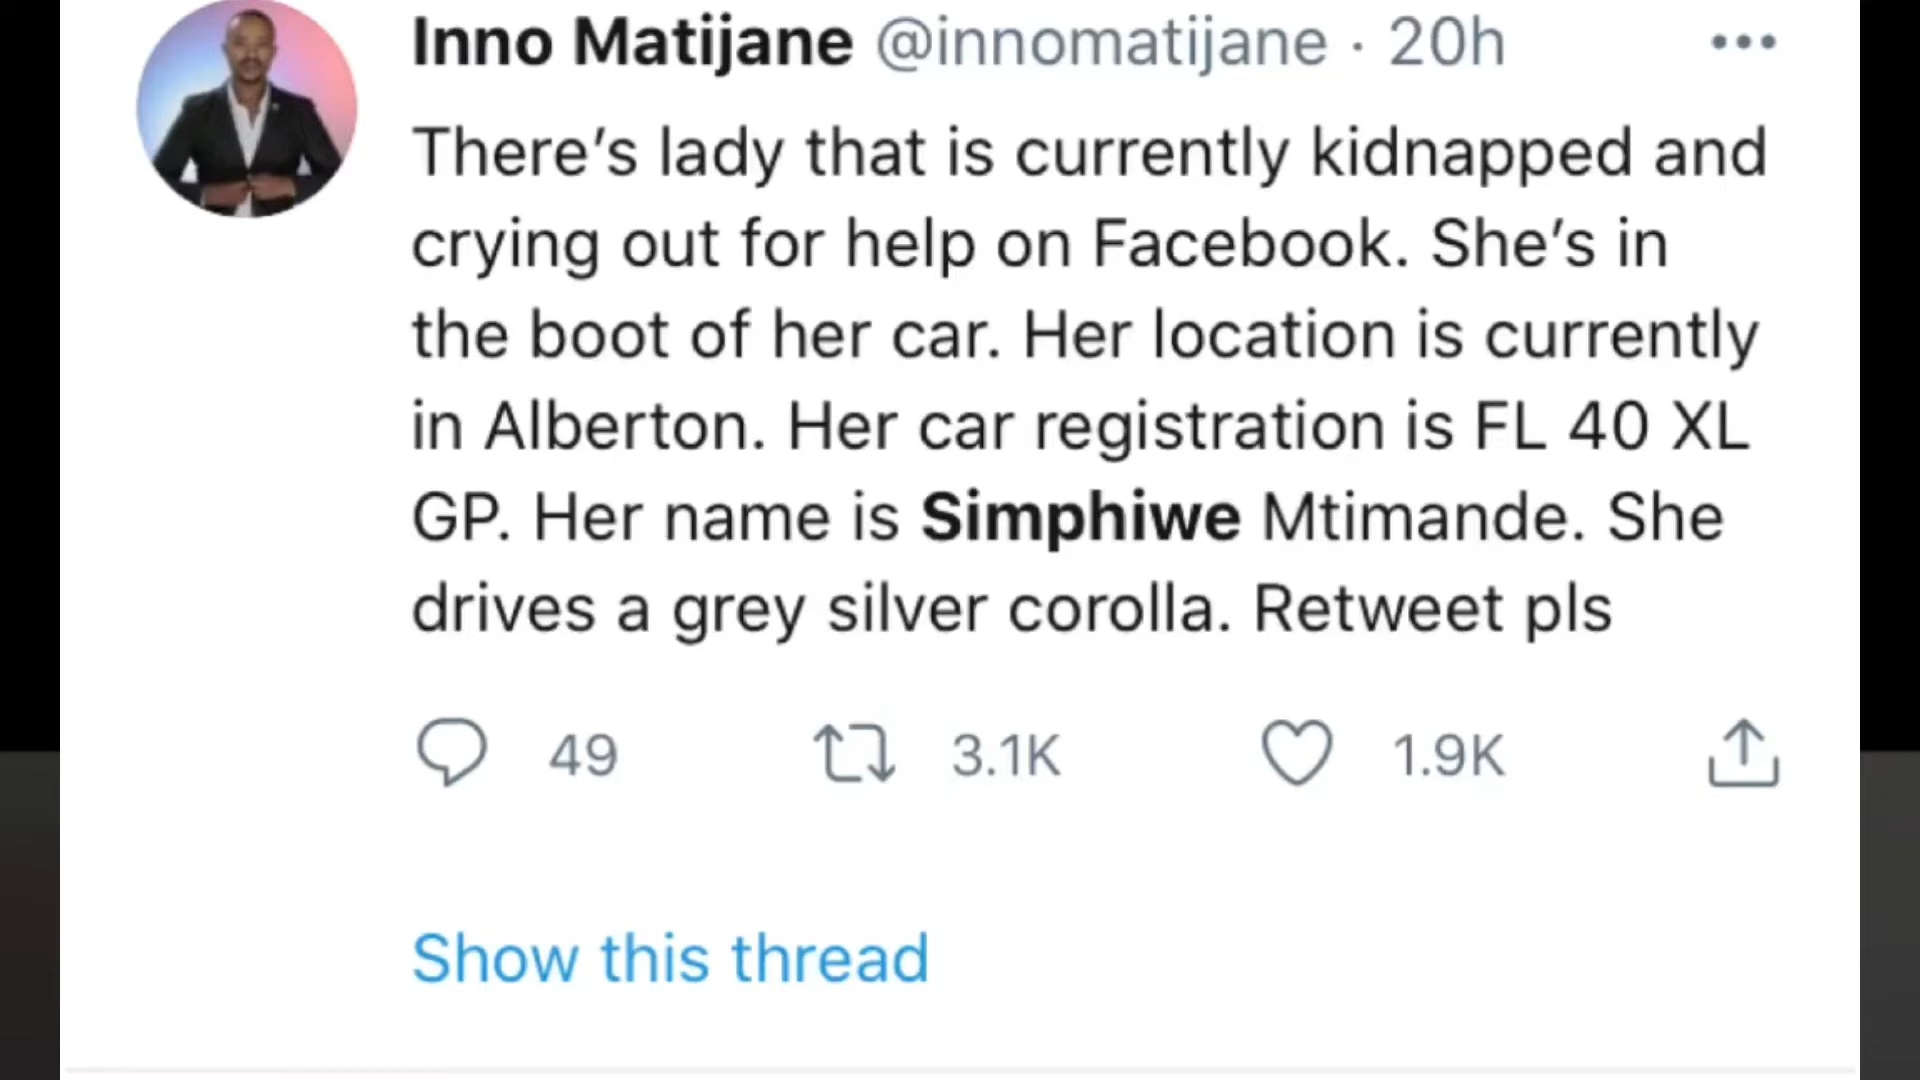 Inno Matijane @innomatijane · 20h
There’s lady that is currently kidnapped and
crying out for help on Facebook. She’s in
the boot of her car. Her location is currently
in Alberton. Her car registration is FL 40 XL
GP. Her name is Simphiwe Mtimande. She
drives a grey silver corolla. Retweet pls
49 3.1K 1.9K
Show this thread